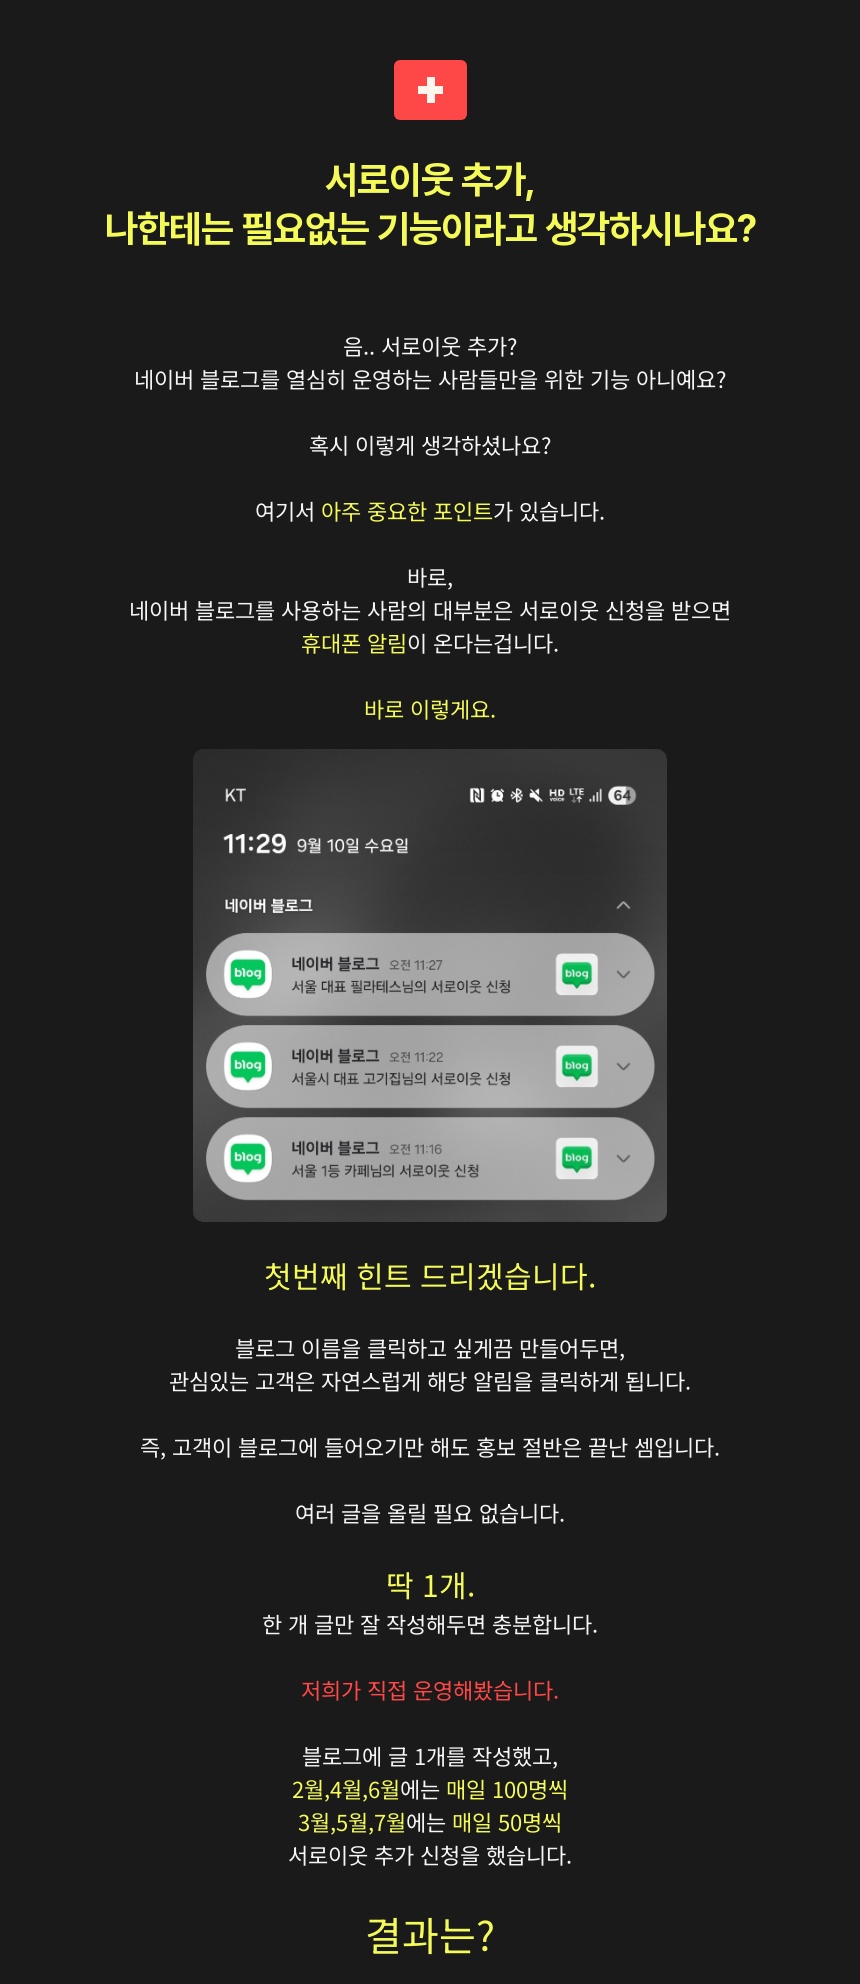 서로이웃 추가,
나한테는 필요없는 기능이라고 생각하시나요?
음.. 서로이웃 추가?
네이버 블로그를 열심히 운영하는 사람들만을 위한 기능 아니예요?
혹시 이렇게 생각하셨나요?
여기서 아주 중요한 포인트가 있습니다.
바로,
네이버 블로그를 사용하는 사람의 대부분은 서로이웃 신청을 받으면
휴대폰 알림이 온다는겁니다.
바로 이렇게요.
KT HD VOICE LTE 64
11:29 9월 10일 수요일
네이버 블로그
blog 네이버 블로그 오전 11:27 blog
서울 대표 필라테스님의 서로이웃 신청
blog 네이버 블로그 오전 11:22 blog
서울시 대표 고기집님의 서로이웃 신청
blog 네이버 블로그 오전 11:16 blog
서울 1등 카페님의 서로이웃 신청
첫번째 힌트 드리겠습니다.
블로그 이름을 클릭하고 싶게끔 만들어두면,
관심있는 고객은 자연스럽게 해당 알림을 클릭하게 됩니다.
즉, 고객이 블로그에 들어오기만 해도 홍보 절반은 끝난 셈입니다.
여러 글을 올릴 필요 없습니다.
딱 1개.
한 개 글만 잘 작성해두면 충분합니다.
저희가 직접 운영해봤습니다.
블로그에 글 1개를 작성했고,
2월,4월,6월에는 매일 100명씩
3월,5월,7월에는 매일 50명씩
서로이웃 추가 신청을 했습니다.
결과는?